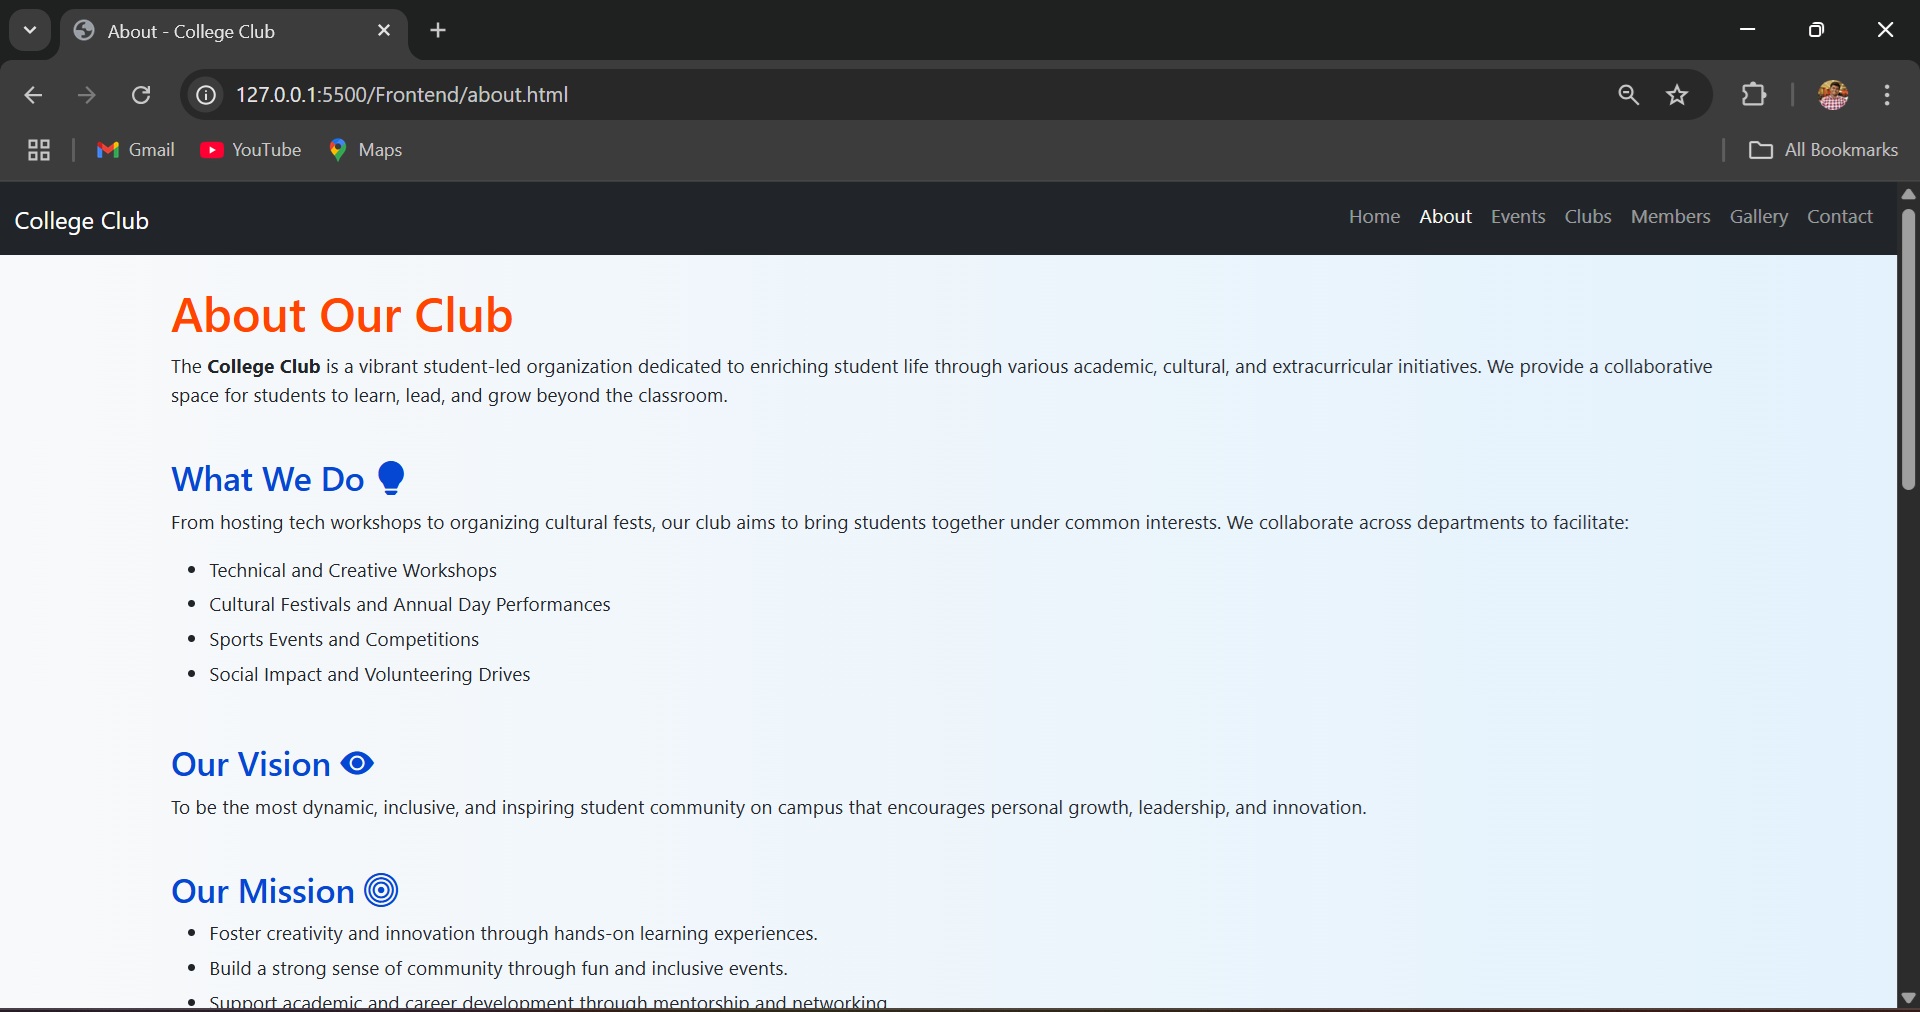 About - College Club
127.0.0.1:5500/Frontend/about.html
Gmail YouTube Maps All Bookmarks
College Club Home About Events Clubs Members Gallery Contact
About Our Club
The College Club is a vibrant student-led organization dedicated to enriching student life through various academic, cultural, and extracurricular initiatives. We provide a collaborative
space for students to learn, lead, and grow beyond the classroom.
What We Do
From hosting tech workshops to organizing cultural fests, our club aims to bring students together under common interests. We collaborate across departments to facilitate:
• Technical and Creative Workshops
• Cultural Festivals and Annual Day Performances
• Sports Events and Competitions
• Social Impact and Volunteering Drives
Our Vision
To be the most dynamic, inclusive, and inspiring student community on campus that encourages personal growth, leadership, and innovation.
Our Mission
• Foster creativity and innovation through hands-on learning experiences.
• Build a strong sense of community through fun and inclusive events.
• Support academic and career development through mentorship and networking